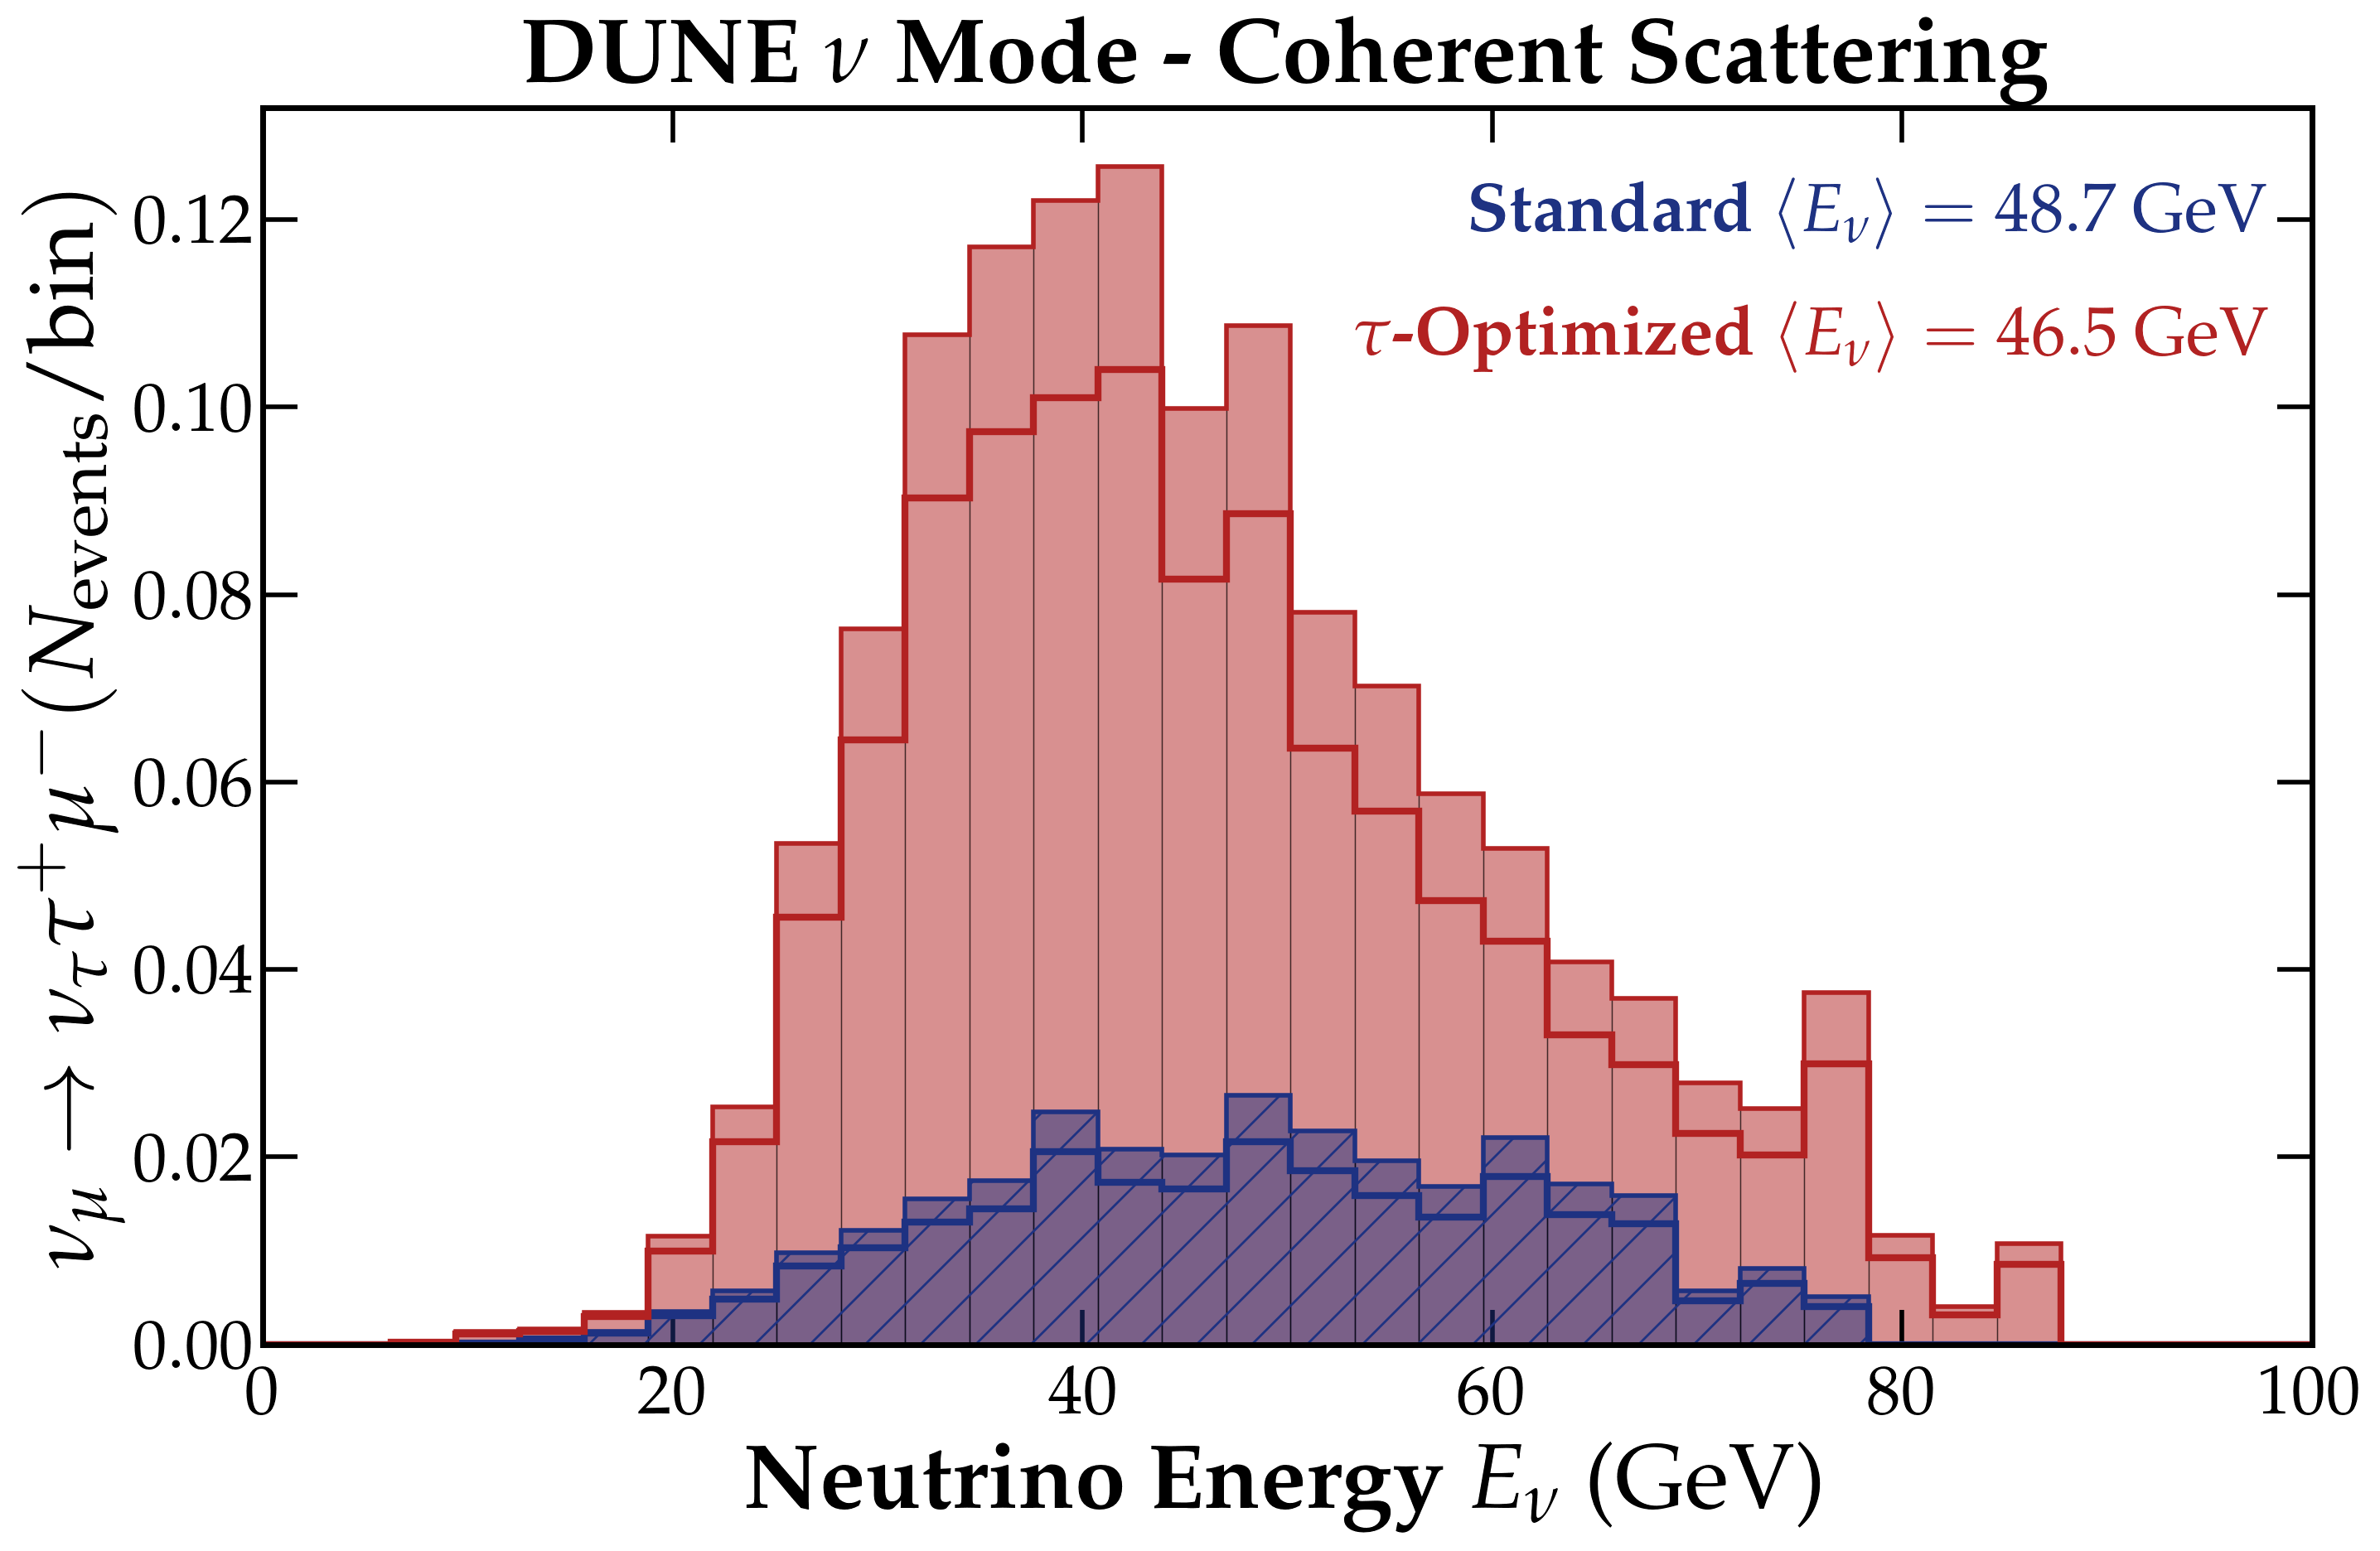 DUNE ν Mode - Coherent Scattering
ν_μ → ν_τ τ⁺ μ⁻ (N_events/bin)
0.12
0.10
0.08
0.06
0.04
0.02
0.00
Standard ⟨E_ν⟩ = 48.7 GeV
τ-Optimized ⟨E_ν⟩ = 46.5 GeV
0 20 40 60 80 100
Neutrino Energy E_ν (GeV)